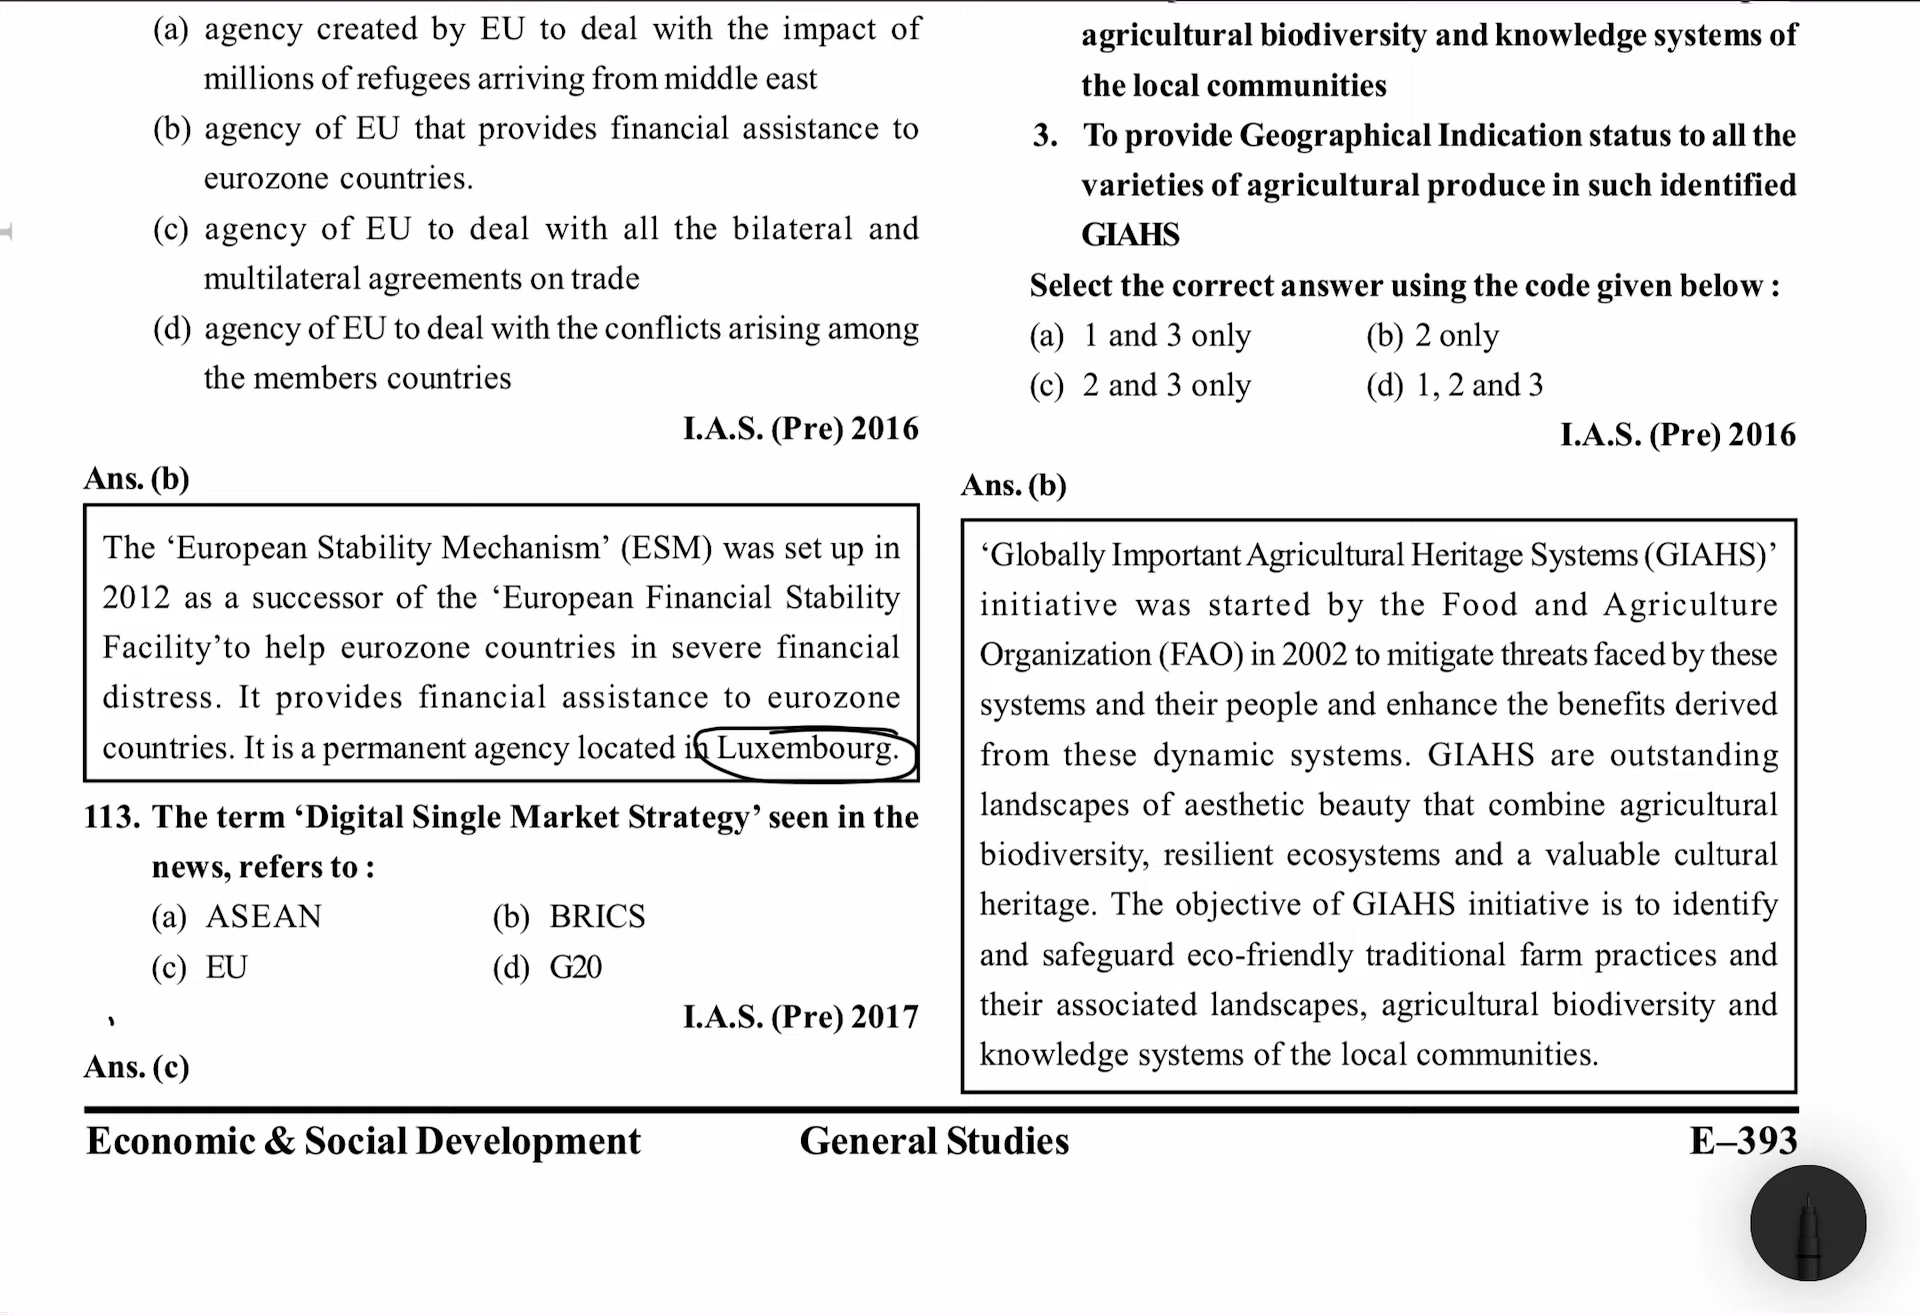 (a) agency created by EU to deal with the impact of
millions of refugees arriving from middle east
(b) agency of EU that provides financial assistance to
eurozone countries.
(c) agency of EU to deal with all the bilateral and
multilateral agreements on trade
(d) agency of EU to deal with the conflicts arising among
the members countries
I.A.S. (Pre) 2016
Ans. (b)
The ‘European Stability Mechanism’ (ESM) was set up in
2012 as a successor of the ‘European Financial Stability
Facility’to help eurozone countries in severe financial
distress. It provides financial assistance to eurozone
countries. It is a permanent agency located in Luxembourg.
113. The term ‘Digital Single Market Strategy’ seen in the
news, refers to :
(a) ASEAN (b) BRICS
(c) EU (d) G20
I.A.S. (Pre) 2017
Ans. (c)
agricultural biodiversity and knowledge systems of
the local communities
3. To provide Geographical Indication status to all the
varieties of agricultural produce in such identified
GIAHS
Select the correct answer using the code given below :
(a) 1 and 3 only (b) 2 only
(c) 2 and 3 only (d) 1, 2 and 3
I.A.S. (Pre) 2016
Ans. (b)
‘Globally Important Agricultural Heritage Systems (GIAHS)’
initiative was started by the Food and Agriculture
Organization (FAO) in 2002 to mitigate threats faced by these
systems and their people and enhance the benefits derived
from these dynamic systems. GIAHS are outstanding
landscapes of aesthetic beauty that combine agricultural
biodiversity, resilient ecosystems and a valuable cultural
heritage. The objective of GIAHS initiative is to identify
and safeguard eco-friendly traditional farm practices and
their associated landscapes, agricultural biodiversity and
knowledge systems of the local communities.
Economic & Social Development General Studies E–393